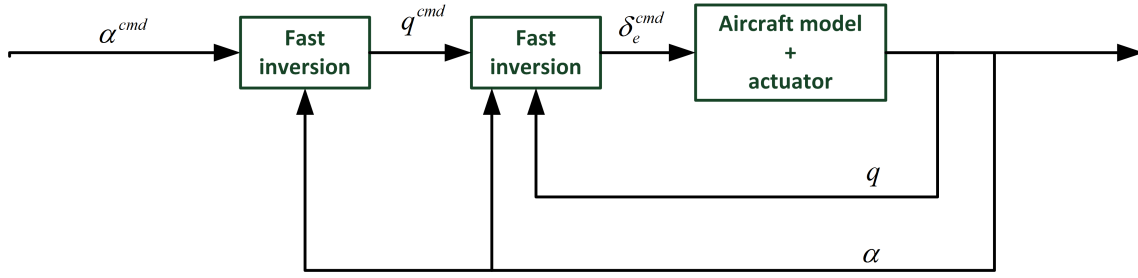 α^cmd
Fast
inversion
q^cmd
Fast
inversion
δ_e^cmd
Aircraft model
+
actuator
q
α